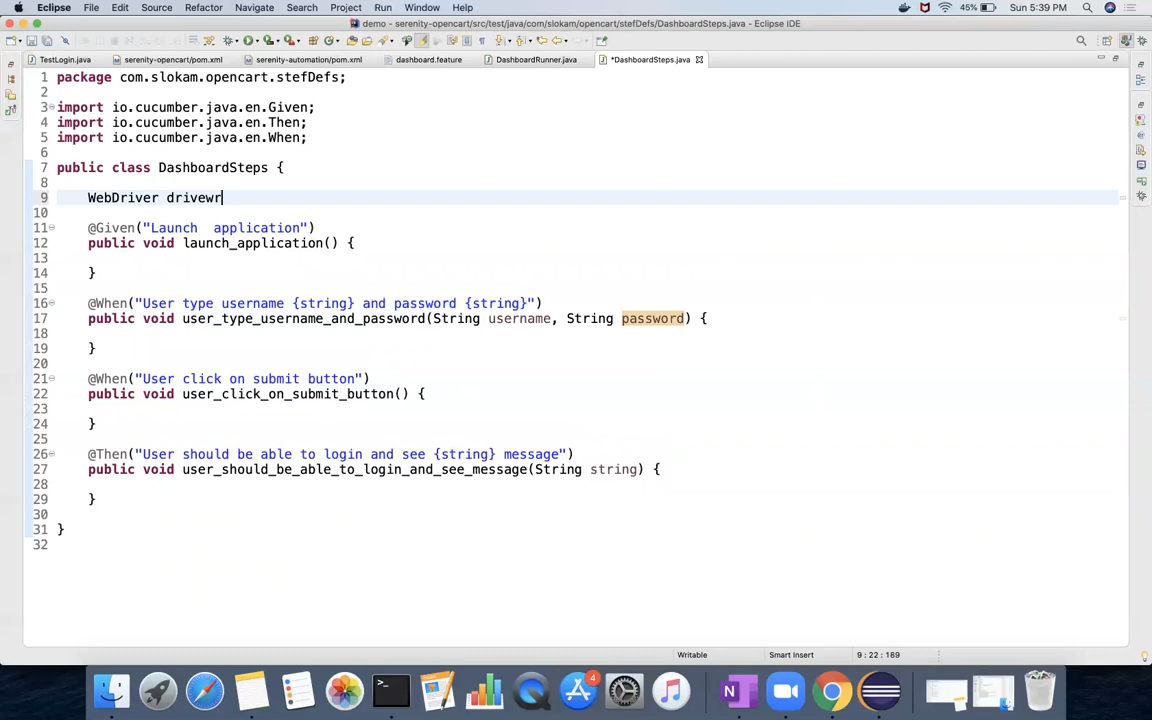 Eclipse File Edit Source Refactor Navigate Search Project Run Window Help 45% Sun 5:39 PM
demo - serenity-opencart/src/test/java/com/slokam/opencart/stefDefs/DashboardSteps.java - Eclipse IDE
TestLogin.java serenity-opencart/pom.xml serenity-automation/pom.xml dashboard.feature DashboardRunner.java *DashboardSteps.java
1 package com.slokam.opencart.stefDefs;
2
3 import io.cucumber.java.en.Given;
4 import io.cucumber.java.en.Then;
5 import io.cucumber.java.en.When;
6
7 public class DashboardSteps {
8
9 WebDriver drivewr
10
11 @Given("Launch  application")
12 public void launch_application() {
13
14 }
15
16 @When("User type username {string} and password {string}")
17 public void user_type_username_and_password(String username, String password) {
18
19 }
20
21 @When("User click on submit button")
22 public void user_click_on_submit_button() {
23
24 }
25
26 @Then("User should be able to login and see {string} message")
27 public void user_should_be_able_to_login_and_see_message(String string) {
28
29 }
30
31 }
32
Writable Smart Insert 9 : 22 : 189
4